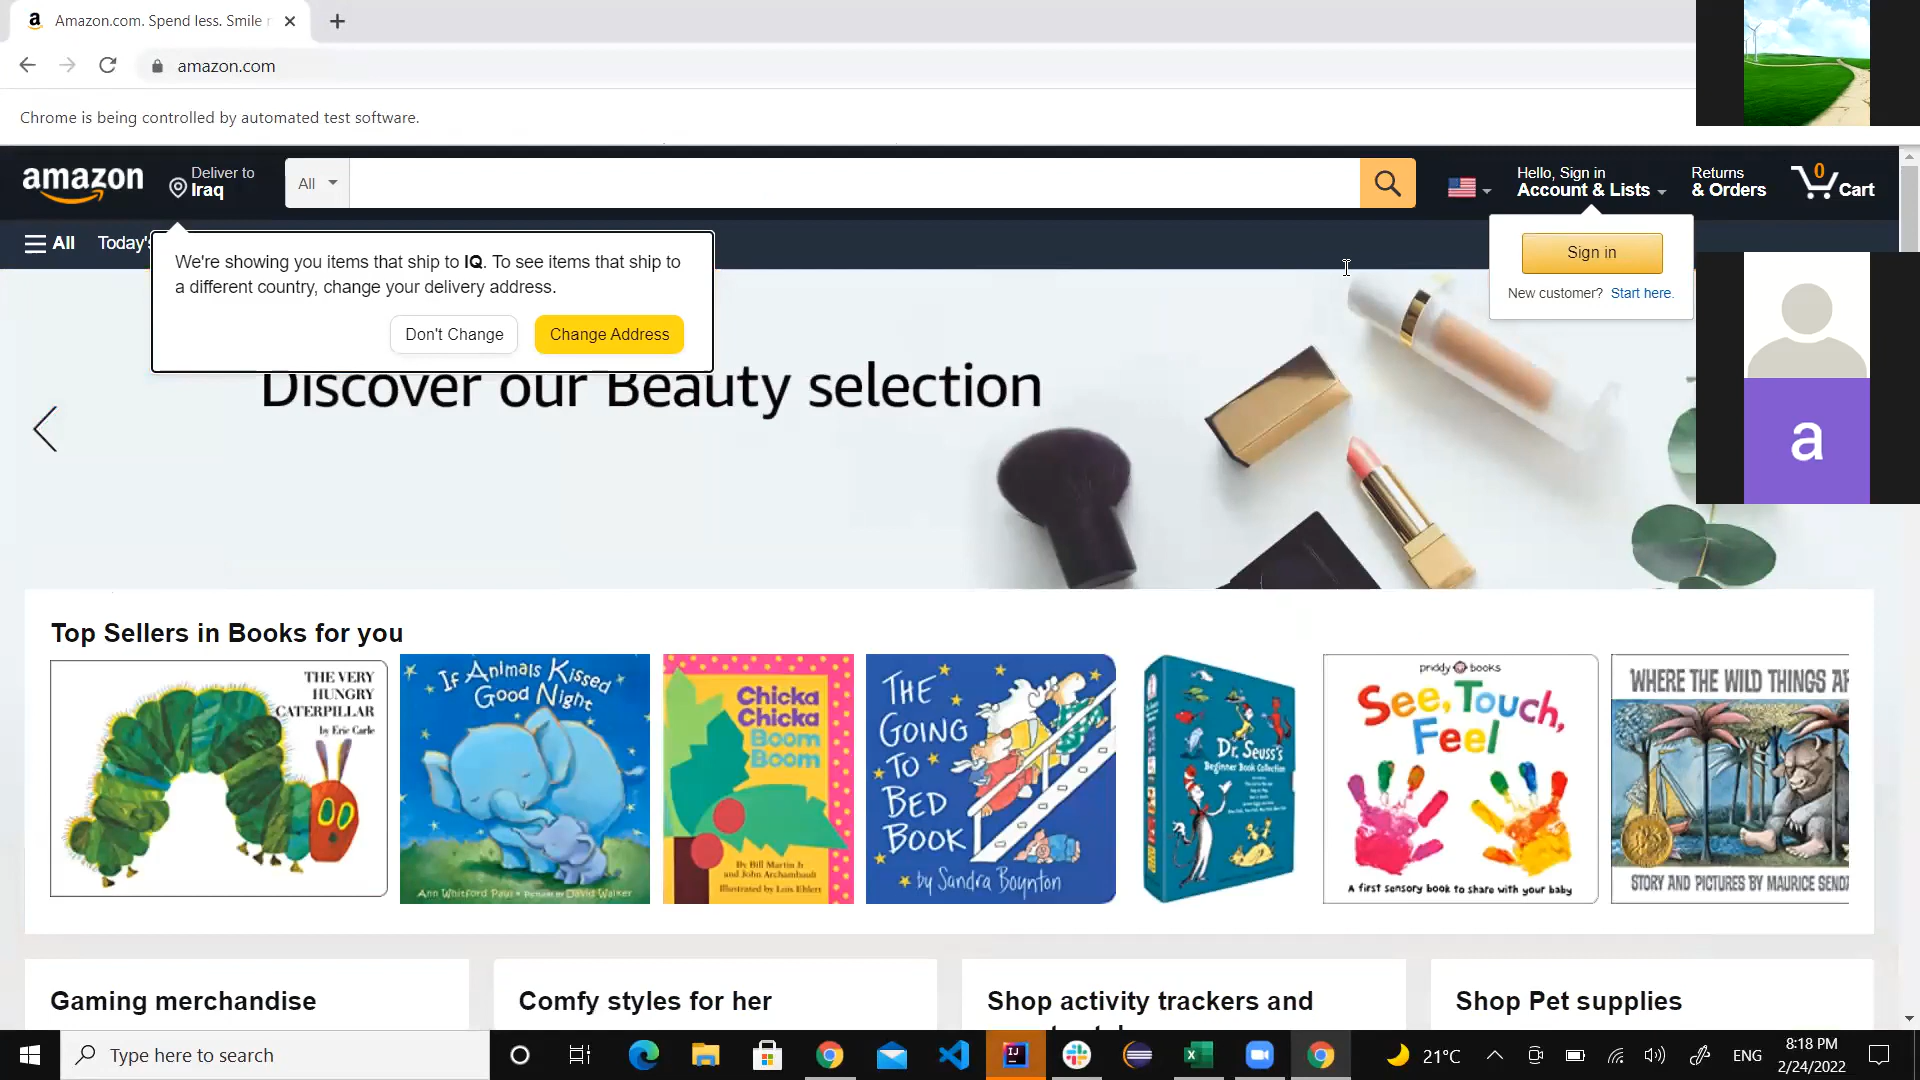 Amazon.com. Spend less. Smile
amazon.com
Chrome is being controlled by automated test software.
amazon
Deliver to
Iraq
All
Hello, Sign in
Account & Lists
Returns
& Orders
0
Cart
All
Today's
Sign in
New customer? Start here.
We're showing you items that ship to IQ. To see items that ship to
a different country, change your delivery address.
Don't Change
Change Address
Discover our Beauty selection
a
Top Sellers in Books for you
THE VERY
HUNGRY
CATERPILLAR
by Eric Carle
If Animals Kissed
Good Night
Ann Whitford Paul • Pictures by David Walker
Chicka
Chicka
Boom
Boom
By Bill Martin Jr
and John Archambault
Illustrated by Lois Ehlert
THE
GOING
TO
BED
BOOK
by Sandra Boynton
Dr. Seuss's
Beginner Book Collection
priddy books
See, Touch,
Feel
A first sensory book to share with your baby
WHERE THE WILD THINGS AR
STORY AND PICTURES BY MAURICE SENDA
Gaming merchandise
Comfy styles for her
Shop activity trackers and
Shop Pet supplies
Type here to search
21°C
ENG
8:18 PM
2/24/2022